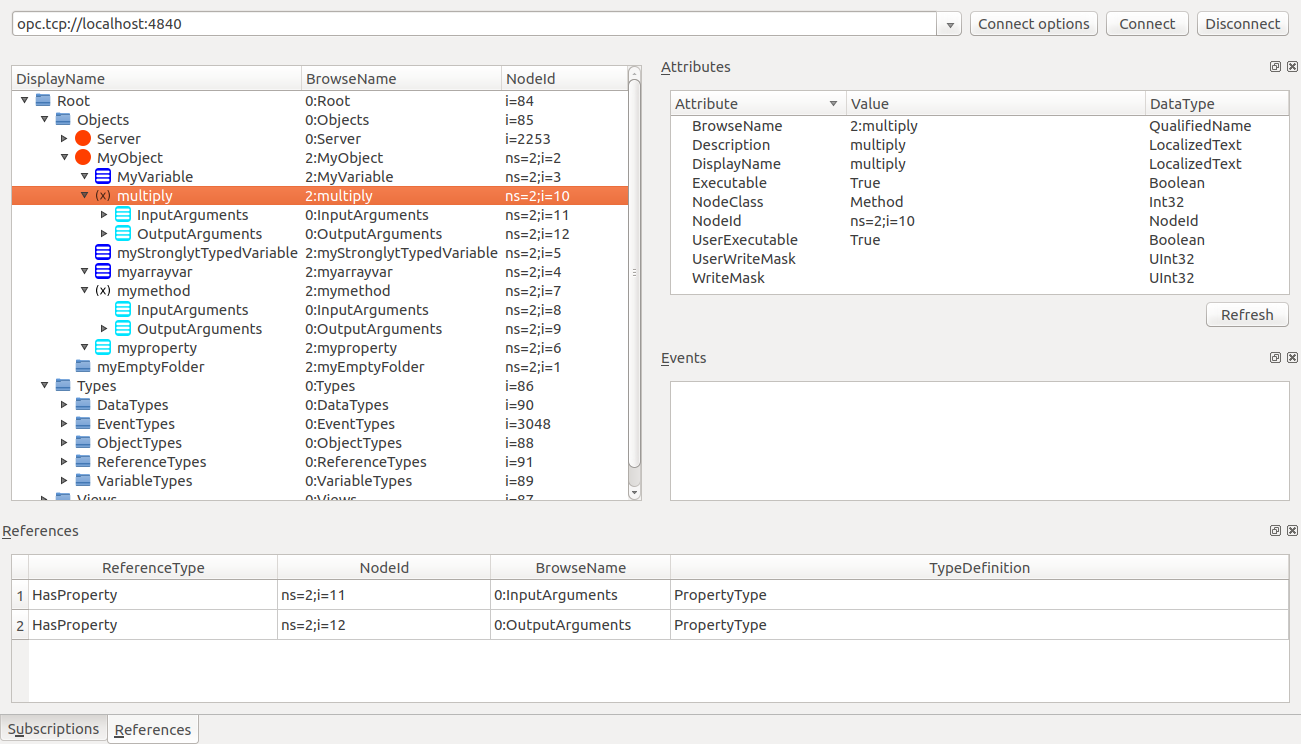 opc.tcp://localhost:4840 Connect options Connect Disconnect
DisplayName BrowseName NodeId
Root 0:Root i=84
Objects 0:Objects i=85
Server 0:Server i=2253
MyObject 2:MyObject ns=2;i=2
MyVariable 2:MyVariable ns=2;i=3
(x) multiply 2:multiply ns=2;i=10
InputArguments 0:InputArguments ns=2;i=11
OutputArguments 0:OutputArguments ns=2;i=12
myStronglytTypedVariable 2:myStronglytTypedVariable ns=2;i=5
myarrayvar 2:myarrayvar ns=2;i=4
(x) mymethod 2:mymethod ns=2;i=7
InputArguments 0:InputArguments ns=2;i=8
OutputArguments 0:OutputArguments ns=2;i=9
myproperty 2:myproperty ns=2;i=6
myEmptyFolder 2:myEmptyFolder ns=2;i=1
Types 0:Types i=86
DataTypes 0:DataTypes i=90
EventTypes 0:EventTypes i=3048
ObjectTypes 0:ObjectTypes i=88
ReferenceTypes 0:ReferenceTypes i=91
VariableTypes 0:VariableTypes i=89
Views 0:Views i=87
Attributes
Attribute Value DataType
BrowseName 2:multiply QualifiedName
Description multiply LocalizedText
DisplayName multiply LocalizedText
Executable True Boolean
NodeClass Method Int32
NodeId ns=2;i=10 NodeId
UserExecutable True Boolean
UserWriteMask UInt32
WriteMask UInt32
Refresh
Events
References
ReferenceType NodeId BrowseName TypeDefinition
1 HasProperty ns=2;i=11 0:InputArguments PropertyType
2 HasProperty ns=2;i=12 0:OutputArguments PropertyType
Subscriptions References